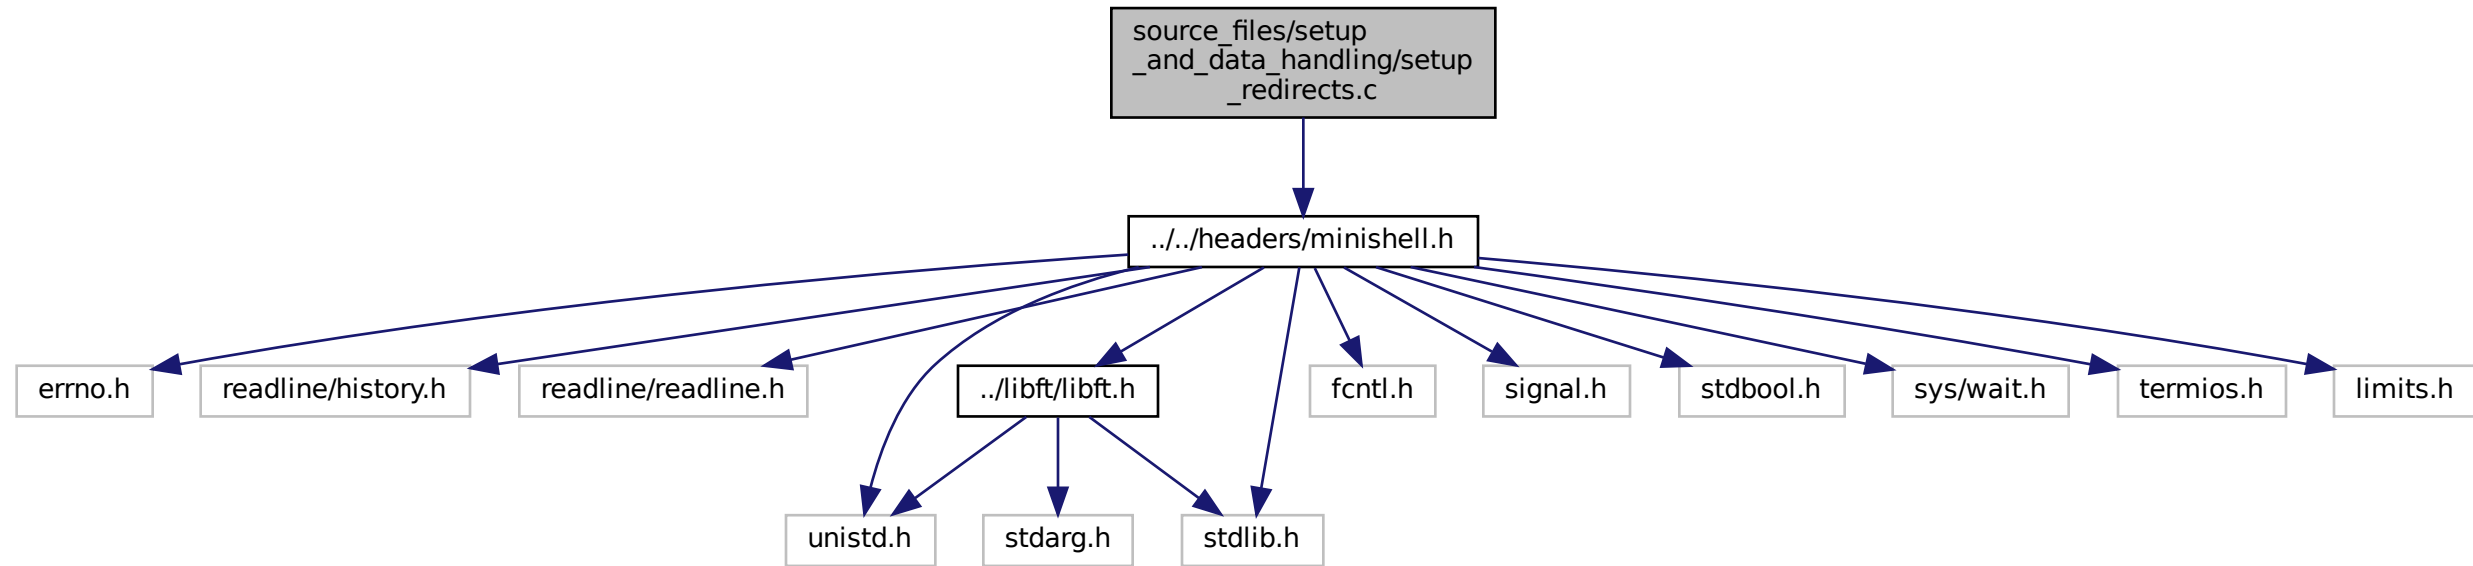 source_files/setup
_and_data_handling/setup
_redirects.c
../../headers/minishell.h
errno.h
readline/history.h
readline/readline.h
../libft/libft.h
fcntl.h
signal.h
stdbool.h
sys/wait.h
termios.h
limits.h
unistd.h
stdarg.h
stdlib.h